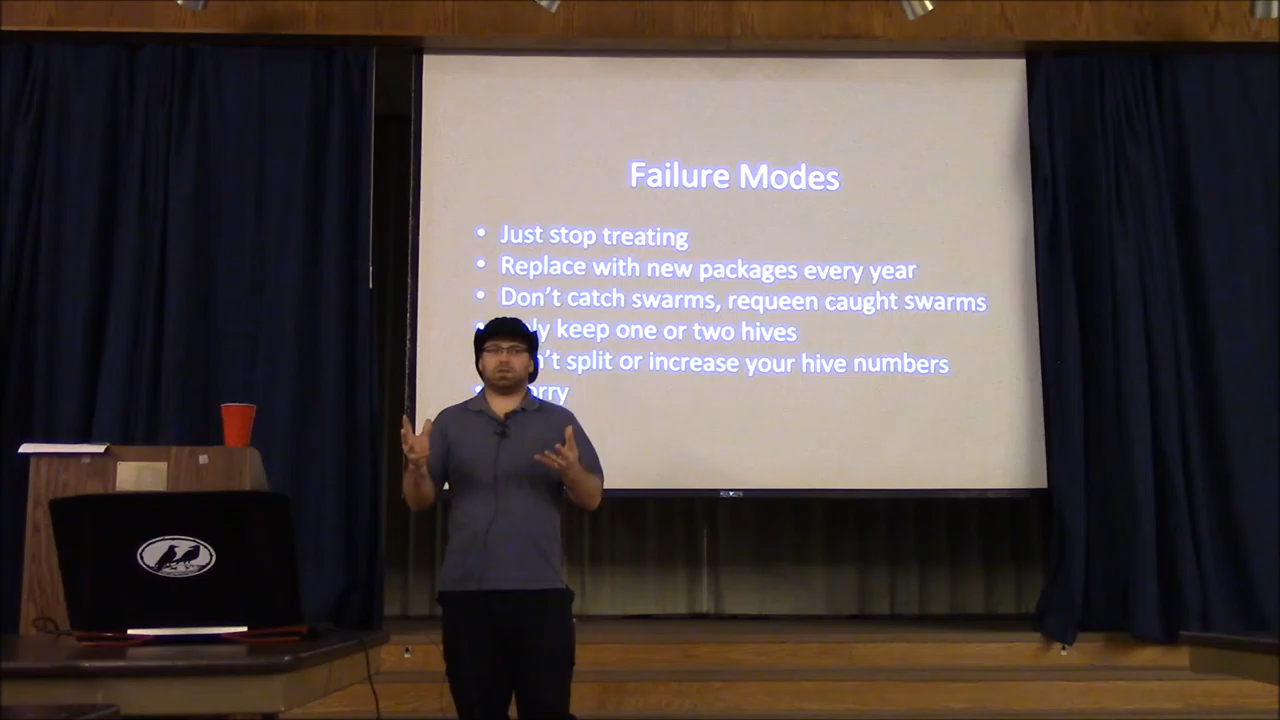 Failure Modes
• Just stop treating
• Replace with new packages every year
• Don't catch swarms, requeen caught swarms
keep one or two hives
split or increase your hive numbers